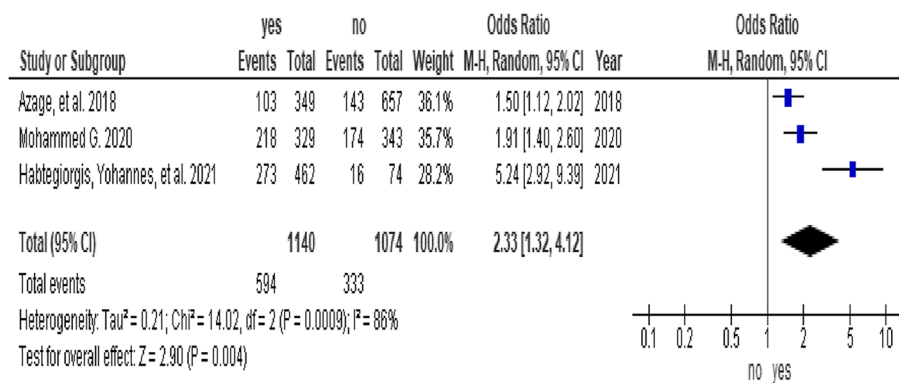 yes no Odds Ratio Odds Ratio
Study or Subgroup Events Total Events Total Weight M-H, Random, 95% CI Year M-H, Random, 95% CI
Azage, et al. 2018 103 349 143 657 36.1% 1.50 [1.12, 2.02] 2018
Mohammed G. 2020 218 329 174 343 35.7% 1.91 [1.40, 2.60] 2020
Habtegiorgis, Yohannes, et al. 2021 273 462 16 74 28.2% 5.24 [2.92, 9.39] 2021
Total (95% CI) 1140 1074 100.0% 2.33 [1.32, 4.12]
Total events 594 333
Heterogeneity: Tau² = 0.21; Chi² = 14.02, df = 2 (P = 0.0009); I² = 86%
Test for overall effect: Z = 2.90 (P = 0.004)
0.1 0.2 0.5 1 2 5 10
no yes